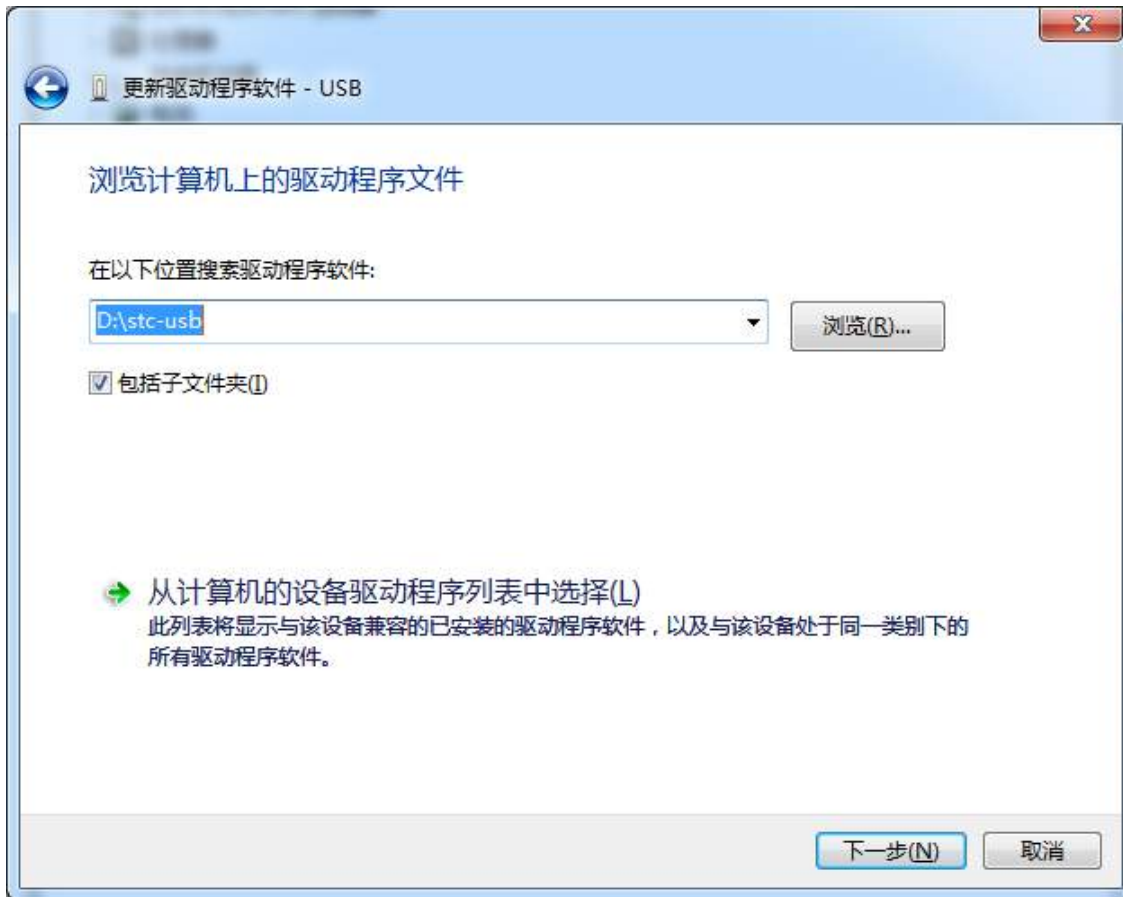 更新驱动程序软件 - USB
浏览计算机上的驱动程序文件
在以下位置搜索驱动程序软件:
D:\stc-usb
浏览(R)...
包括子文件夹(I)
从计算机的设备驱动程序列表中选择(L)
此列表将显示与该设备兼容的已安装的驱动程序软件，以及与该设备处于同一类别下的
所有驱动程序软件。
下一步(N)
取消